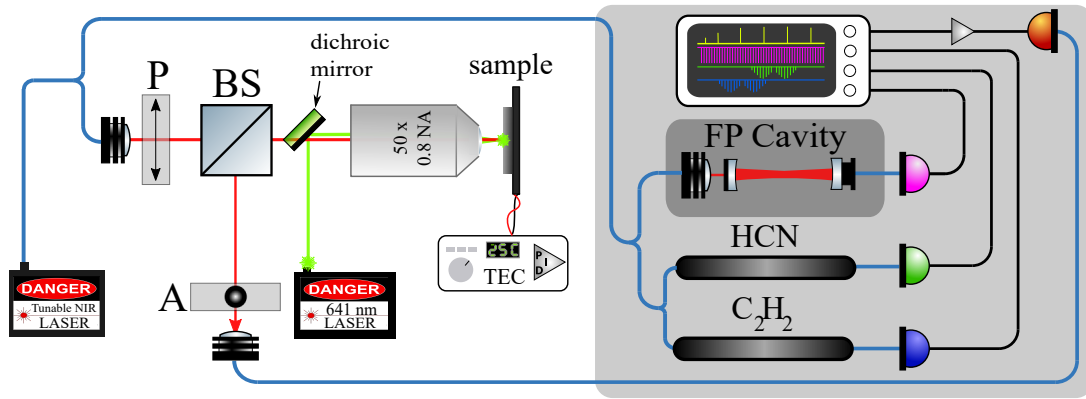 dichroic
mirror
P
BS
sample
50 x
0.8 NA
FP Cavity
HCN
C₂H₂
25C
TEC
P
I
D
A
DANGER
Tunable NIR
LASER
DANGER
641 nm
LASER